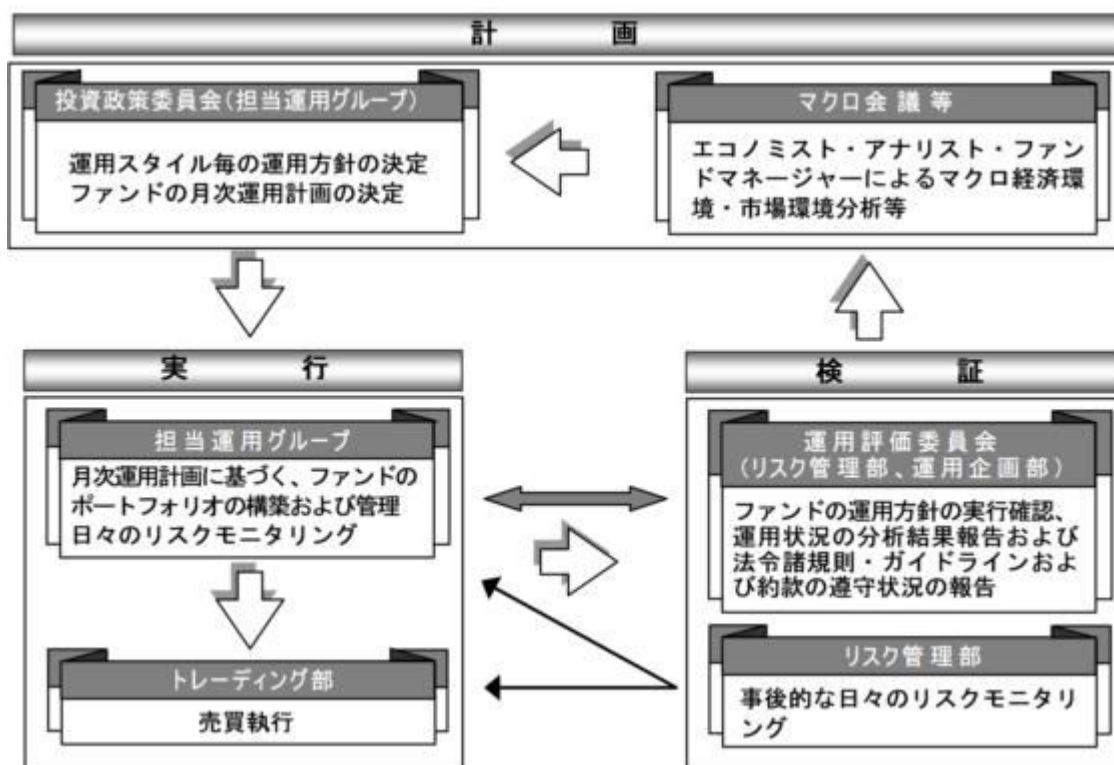 計画
投資政策委員会(担当運用グループ)
運用スタイル毎の運用方針の決定
ファンドの月次運用計画の決定
マクロ会議等
エコノミスト・アナリスト・ファン
ドマネージャーによるマクロ経済環
境・市場環境分析等
実行
担当運用グループ
月次運用計画に基づく、ファンドの
ポートフォリオの構築および管理
日々のリスクモニタリング
トレーディング部
売買執行
検証
運用評価委員会
(リスク管理部、運用企画部)
ファンドの運用方針の実行確認、
運用状況の分析結果報告および
法令諸規則・ガイドラインおよ
び約款の遵守状況の報告
リスク管理部
事後的な日々のリスクモニタリ
ング